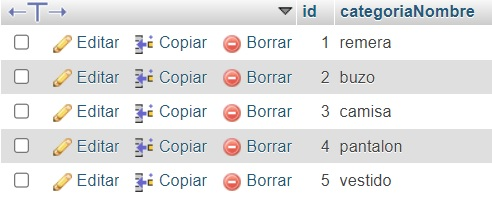 id categoriaNombre
Editar Copiar Borrar 1 remera
Editar Copiar Borrar 2 buzo
Editar Copiar Borrar 3 camisa
Editar Copiar Borrar 4 pantalon
Editar Copiar Borrar 5 vestido